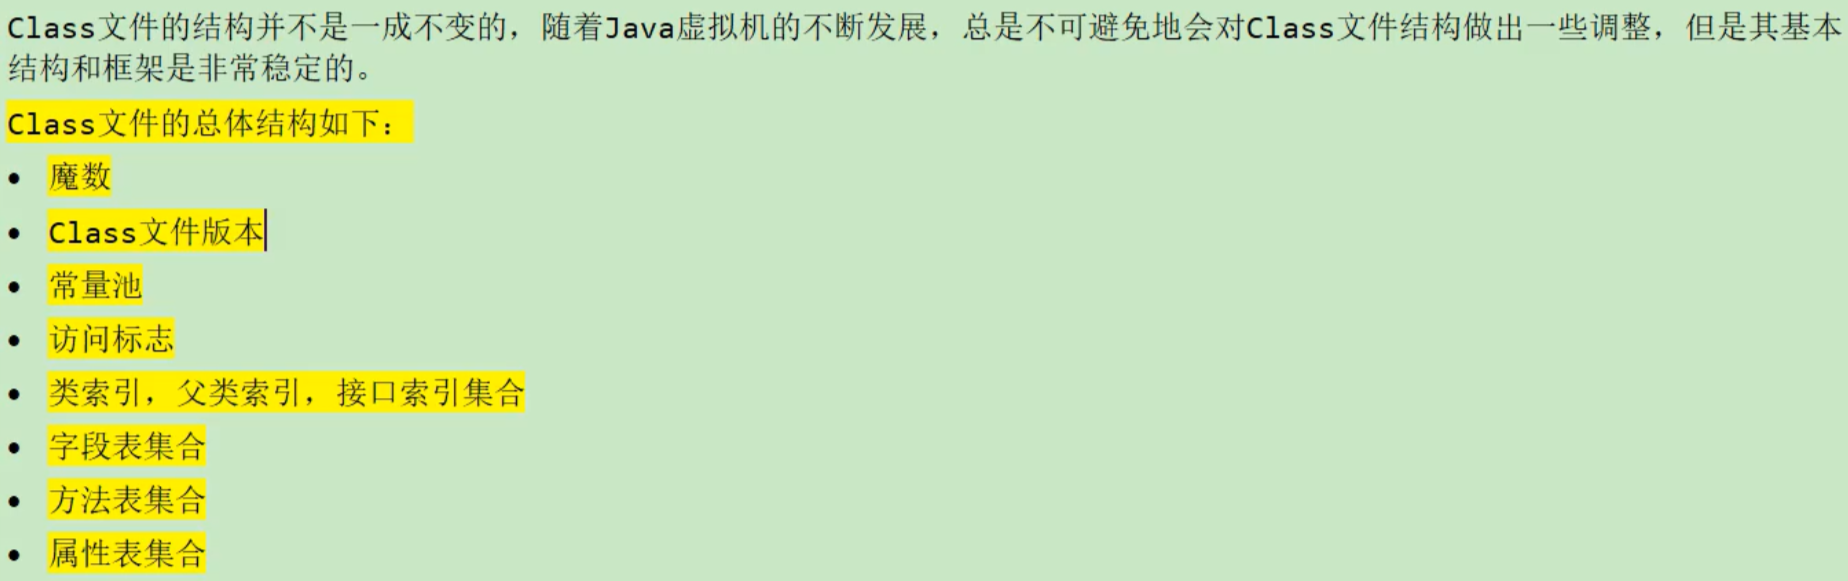 Class文件的结构并不是一成不变的，随着Java虚拟机的不断发展，总是不可避免地会对Class文件结构做出一些调整，但是其基本
结构和框架是非常稳定的。
Class文件的总体结构如下：
• 魔数
• Class文件版本
• 常量池
• 访问标志
• 类索引，父类索引，接口索引集合
• 字段表集合
• 方法表集合
• 属性表集合